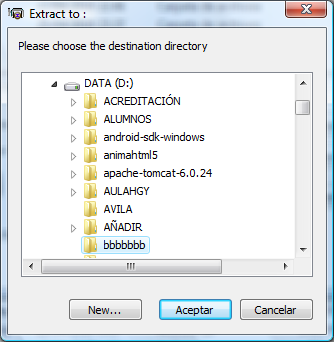 Extract to :
Please choose the destination directory
DATA (D:)
ACREDITACIÓN
ALUMNOS
android-sdk-windows
animahtml5
apache-tomcat-6.0.24
AULAHGY
AVILA
AÑADIR
bbbbbbb
New... Aceptar Cancelar